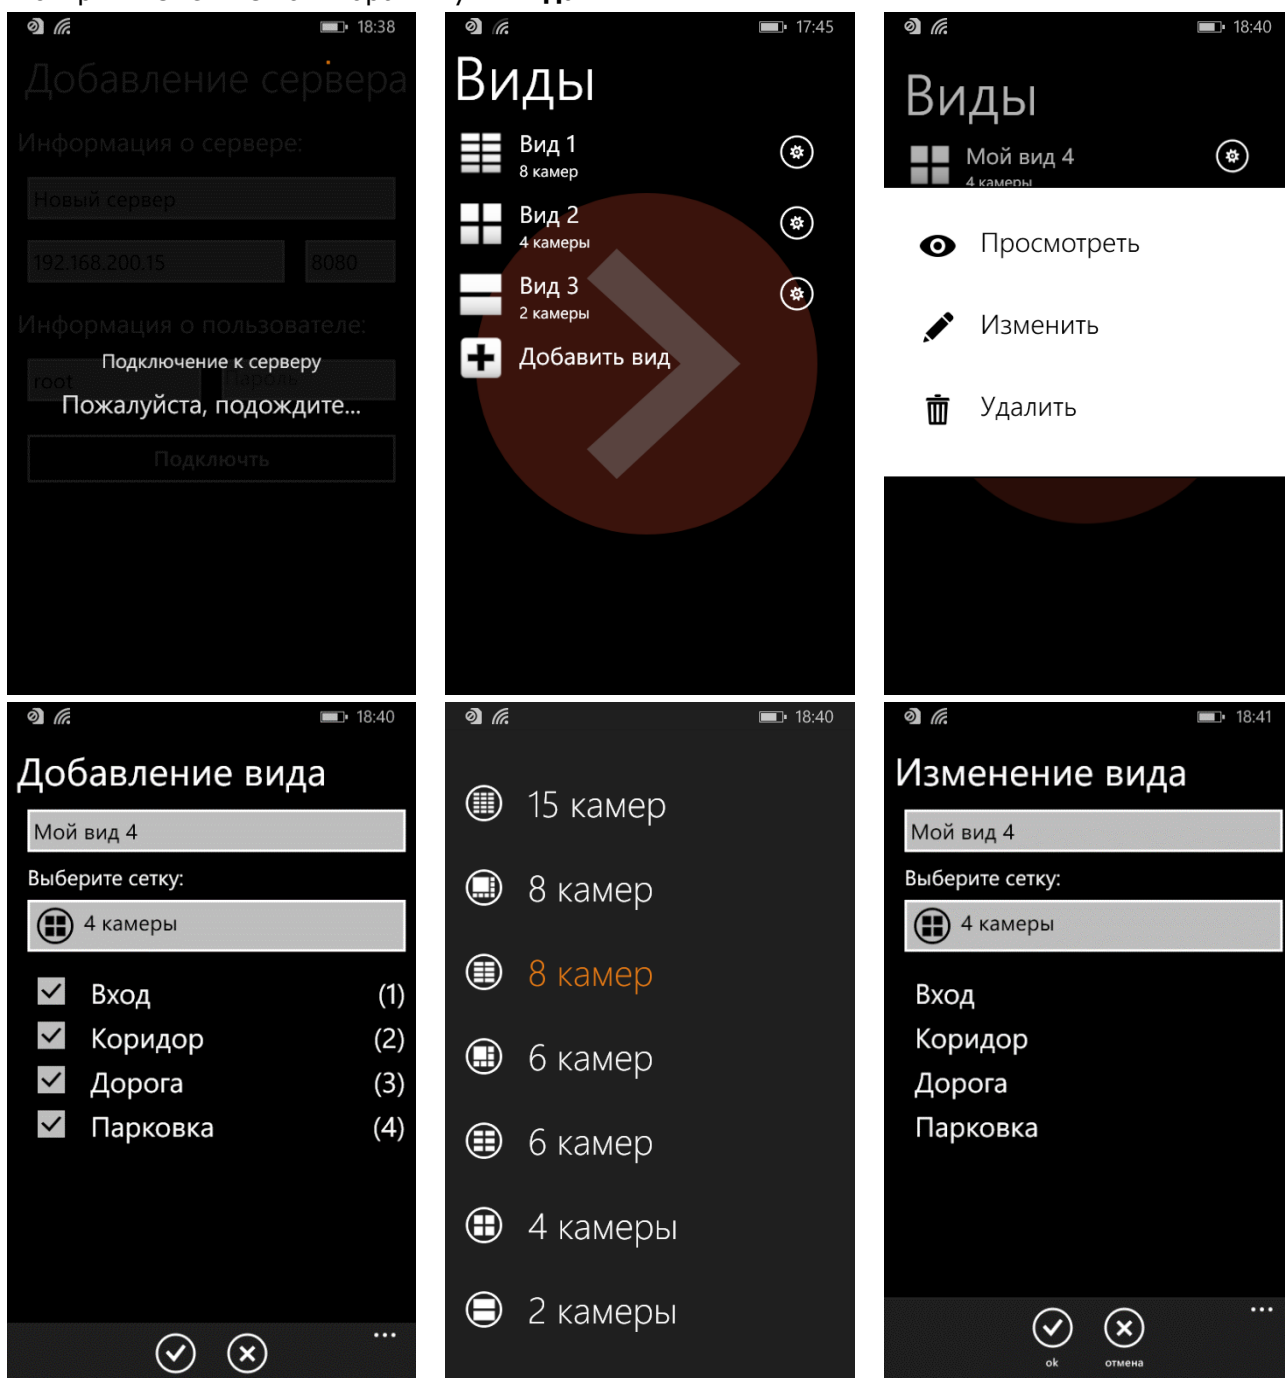 18:38
Добавление сервера
Информация о сервере:
Новый сервер
192.168.200.15 8080
Информация о пользователе:
root Пароль
Подключение к серверу
Пожалуйста, подождите...
Подключть
17:45
Виды
Вид 1
8 камер
Вид 2
4 камеры
Вид 3
2 камеры
Добавить вид
18:40
Виды
Мой вид 4
4 камеры
Просмотреть
Изменить
Удалить
18:40
Добавление вида
Мой вид 4
Выберите сетку:
4 камеры
Вход (1)
Коридор (2)
Дорога (3)
Парковка (4)
...
18:40
15 камер
8 камер
8 камер
6 камер
6 камер
4 камеры
2 камеры
18:41
Изменение вида
Мой вид 4
Выберите сетку:
4 камеры
Вход
Коридор
Дорога
Парковка
...
ok отмена